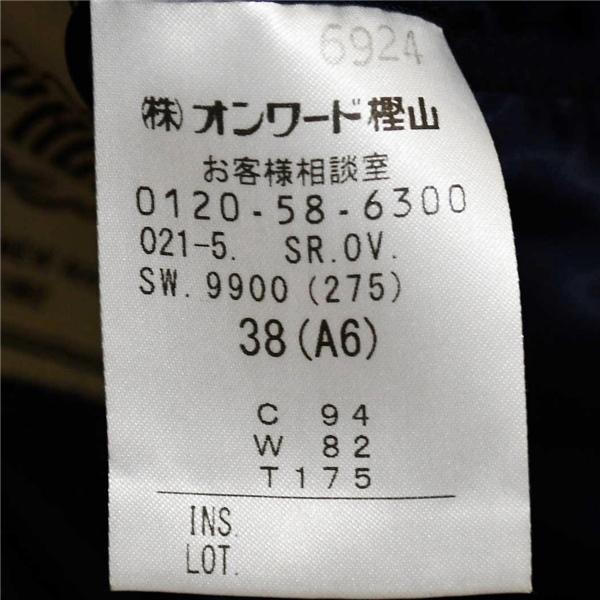 6924
㈱オンワード樫山
お客様相談室
0120-58-6300
021-5. SR.OV.
SW. 9900 (275)
38(A6)
C 94
W 82
T 175
INS.
LOT.